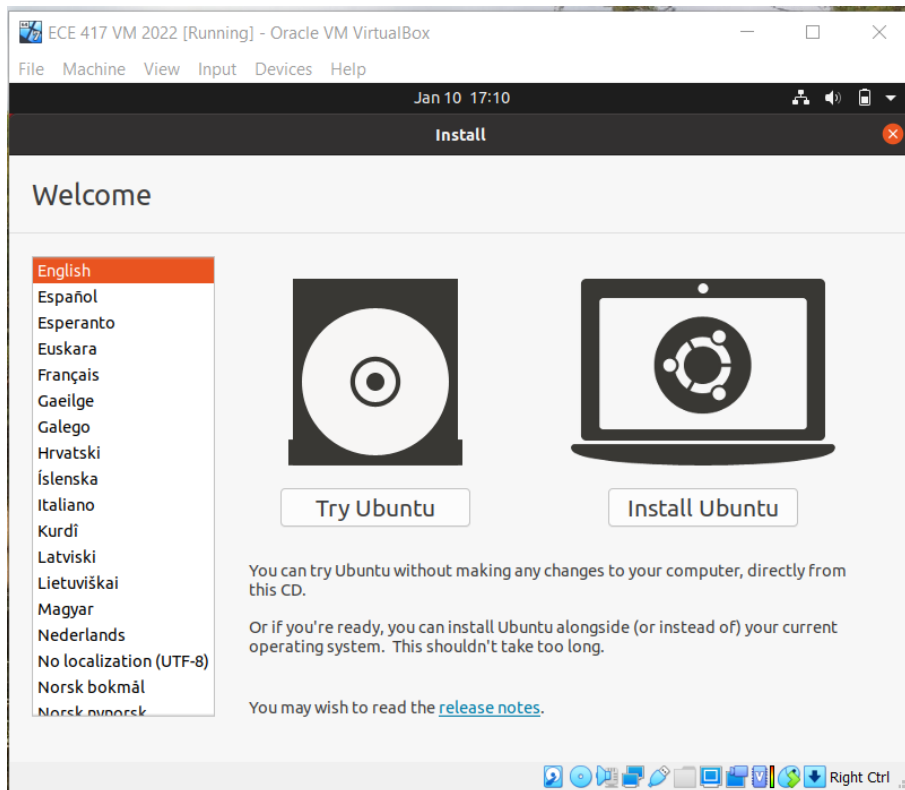 ECE 417 VM 2022 [Running] - Oracle VM VirtualBox
File Machine View Input Devices Help
Jan 10 17:10
Install
Welcome
English
Español
Esperanto
Euskara
Français
Gaeilge
Galego
Hrvatski
Íslenska
Italiano
Kurdî
Latviski
Lietuviškai
Magyar
Nederlands
No localization (UTF-8)
Norsk bokmål
Norsk nynorsk
Try Ubuntu
Install Ubuntu
You can try Ubuntu without making any changes to your computer, directly from
this CD.
Or if you're ready, you can install Ubuntu alongside (or instead of) your current
operating system. This shouldn't take too long.
You may wish to read the release notes.
Right Ctrl